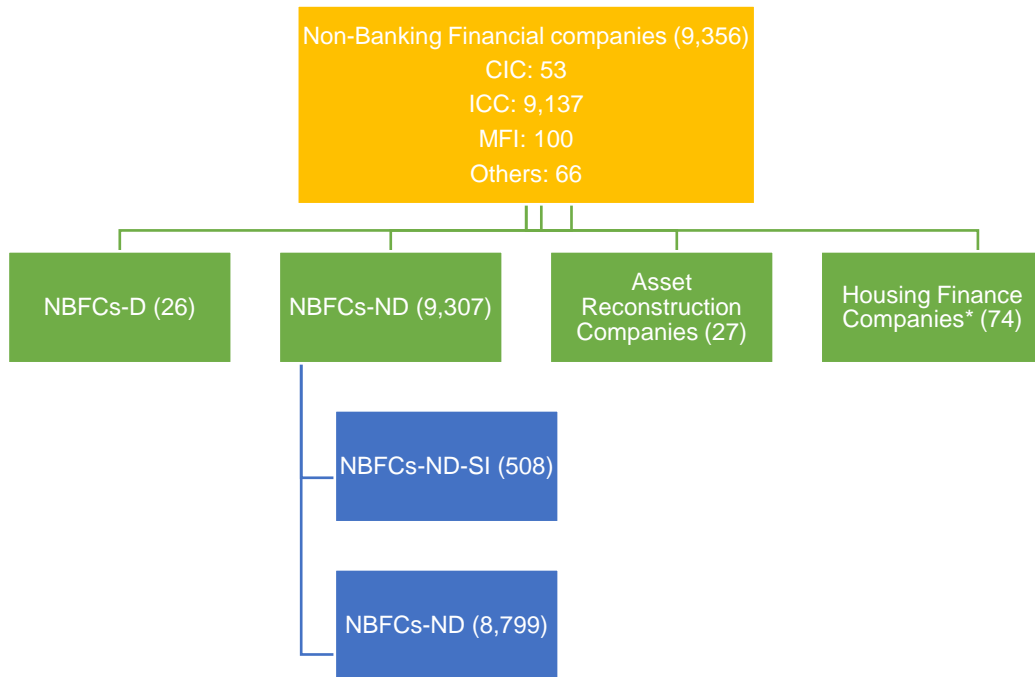 Non-Banking Financial companies (9,356)
CIC: 53
ICC: 9,137
MFI: 100
Others: 66
NBFCs-D (26)
NBFCs-ND (9,307)
Asset
Reconstruction
Companies (27)
Housing Finance
Companies* (74)
NBFCs-ND-SI (508)
NBFCs-ND (8,799)